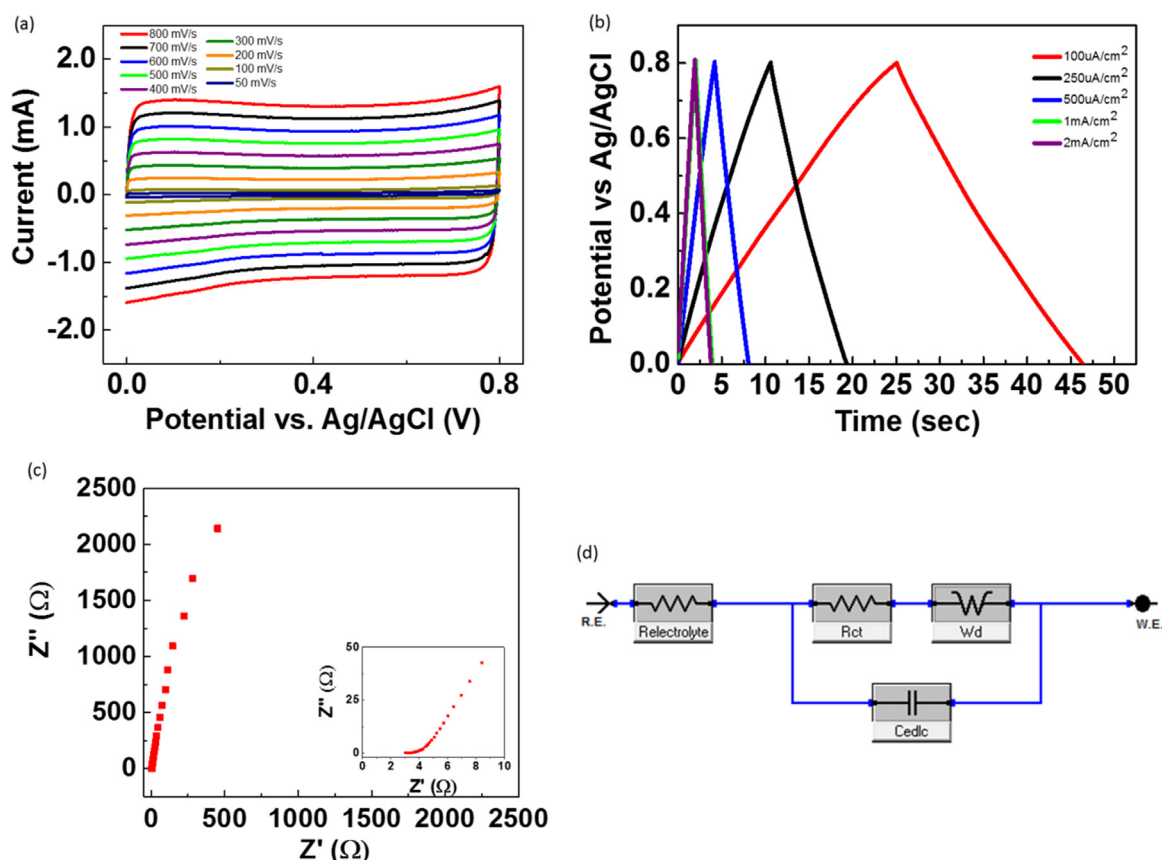 (a)
800 mV/s
700 mV/s
600 mV/s
500 mV/s
400 mV/s
300 mV/s
200 mV/s
100 mV/s
50 mV/s
2.0
1.0
0.0
-1.0
-2.0
Current (mA)
0.0
0.4
0.8
Potential vs. Ag/AgCl (V)
(b)
100uA/cm²
250uA/cm²
500uA/cm²
1mA/cm²
2mA/cm²
0.8
0.4
0.0
Potential vs Ag/AgCl
0 5 10 15 20 25 30 35 40 45 50
Time (sec)
(c)
2500
2000
1500
1000
500
0
Z'' (Ω)
0 500 1000 1500 2000 2500
Z' (Ω)
50
25
0
Z'' (Ω)
0 2 4 6 8 10
Z' (Ω)
(d)
R.E.
Relectrolyte
Rct
Wd
W.E.
Cedlc